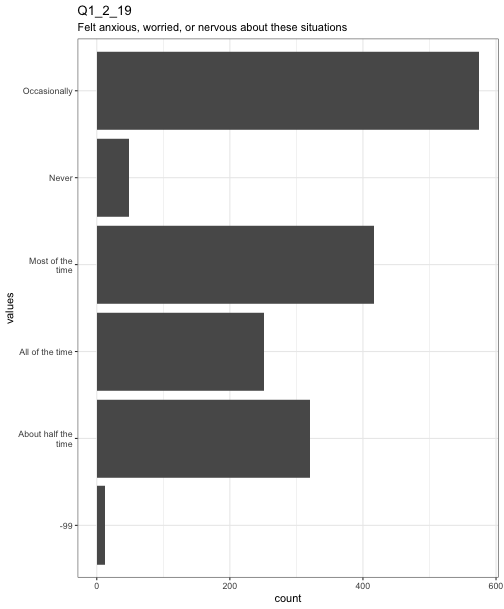 Q1_2_19
Felt anxious, worried, or nervous about these situations
Occasionally
Never
Most of the
time
values
All of the time
About half the
time
-99
0
200
400
600
count